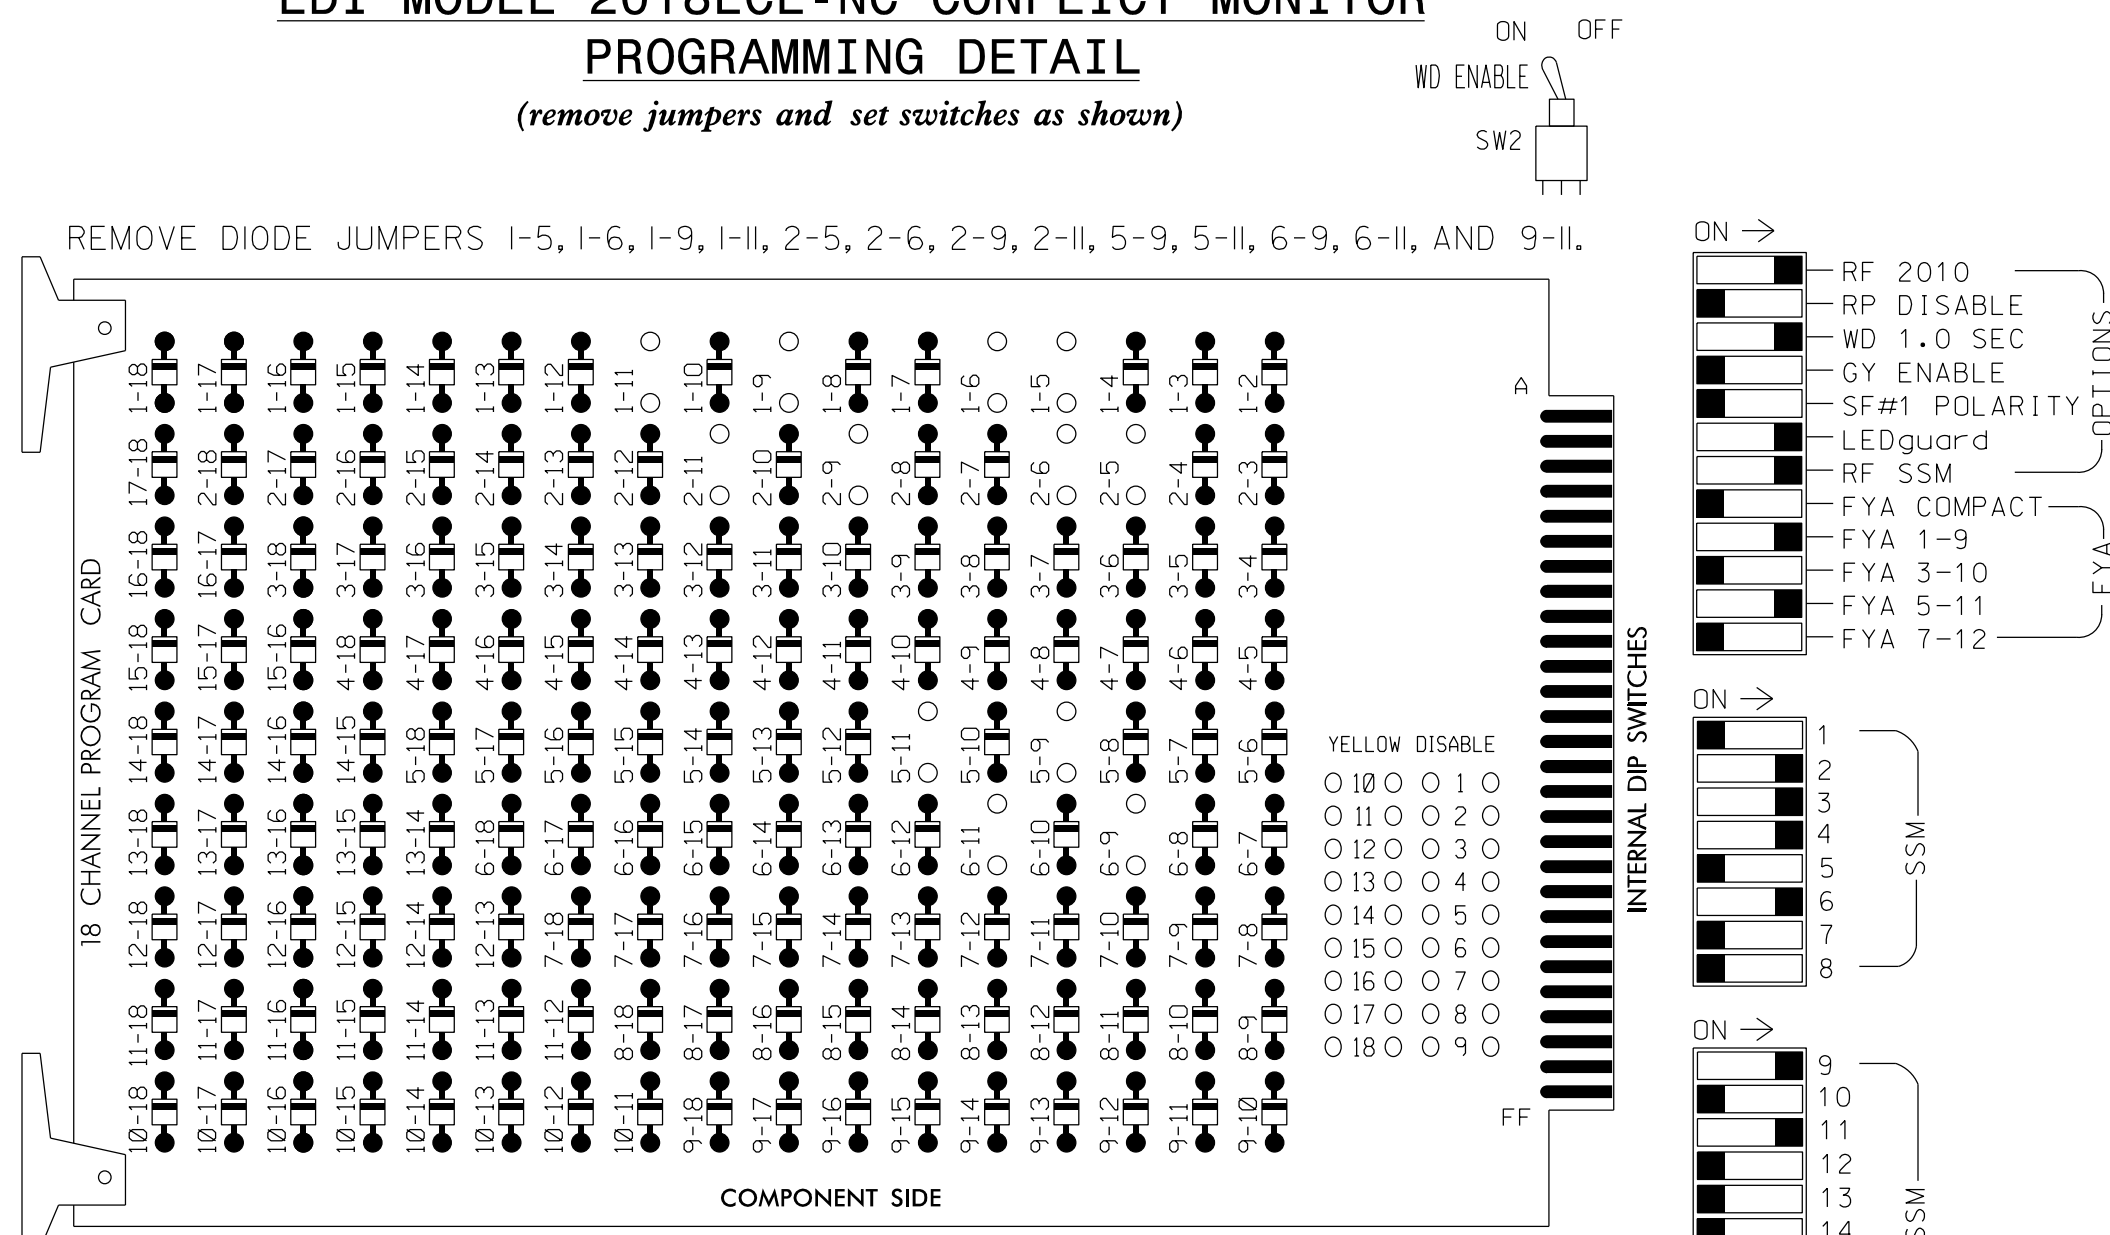 EDI MODEL 2018ECL-NC CONFLICT MONITOR
PROGRAMMING DETAIL
(remove jumpers and set switches as shown)
ON OFF
WD ENABLE
SW2
REMOVE DIODE JUMPERS 1-5, 1-6, 1-9, 1-11, 2-5, 2-6, 2-9, 2-11, 5-9, 5-11, 6-9, 6-11, AND 9-11.
18 CHANNEL PROGRAM CARD
1-18 1-17 1-16 1-15 1-14 1-13 1-12 1-11 1-10 1-9 1-8 1-7 1-6 1-5 1-4 1-3 1-2
17-18 2-18 2-17 2-16 2-15 2-14 2-13 2-12 2-11 2-10 2-9 2-8 2-7 2-6 2-5 2-4 2-3
16-18 16-17 3-18 3-17 3-16 3-15 3-14 3-13 3-12 3-11 3-10 3-9 3-8 3-7 3-6 3-5 3-4
15-18 15-17 15-16 4-18 4-17 4-16 4-15 4-14 4-13 4-12 4-11 4-10 4-9 4-8 4-7 4-6 4-5
14-18 14-17 14-16 14-15 5-18 5-17 5-16 5-15 5-14 5-13 5-12 5-11 5-10 5-9 5-8 5-7 5-6
13-18 13-17 13-16 13-15 13-14 6-18 6-17 6-16 6-15 6-14 6-13 6-12 6-11 6-10 6-9 6-8 6-7
12-18 12-17 12-16 12-15 12-14 12-13 7-18 7-17 7-16 7-15 7-14 7-13 7-12 7-11 7-10 7-9 7-8
11-18 11-17 11-16 11-15 11-14 11-13 11-12 8-18 8-17 8-16 8-15 8-14 8-13 8-12 8-11 8-10 8-9
10-18 10-17 10-16 10-15 10-14 10-13 10-12 10-11 9-18 9-17 9-16 9-15 9-14 9-13 9-12 9-11 9-10
COMPONENT SIDE
A
FF
YELLOW DISABLE
10 1
11 2
12 3
13 4
14 5
15 6
16 7
17 8
18 9
INTERNAL DIP SWITCHES
ON
RF 2010
RP DISABLE
WD 1.0 SEC
GY ENABLE
SF#1 POLARITY
LEDguard
RF SSM
OPTIONS
FYA COMPACT
FYA 1-9
FYA 3-10
FYA 5-11
FYA 7-12
FYA
ON
1
2
3
4
5
6
7
8
SSM
ON
9
10
11
12
13
14
SSM